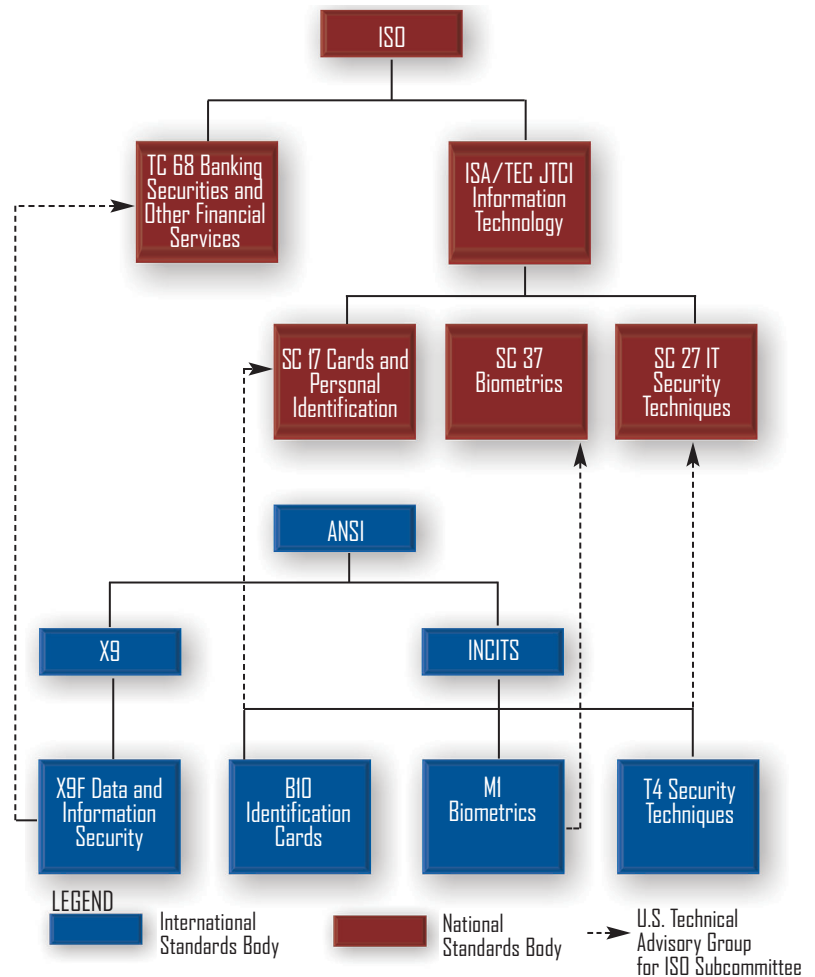 ISO
TC 68 Banking
Securities and
Other Financial
Services
ISA/TEC JTCI
Information
Technology
SC 17 Cards and
Personal
Identification
SC 37
Biometrics
SC 27 IT
Security
Techniques
ANSI
X9
INCITS
X9F Data and
Information
Security
B10
Identification
Cards
M1
Biometrics
T4 Security
Techniques
LEGEND
International
Standards Body
National
Standards Body
U.S. Technical
Advisory Group
for ISO Subcommittee